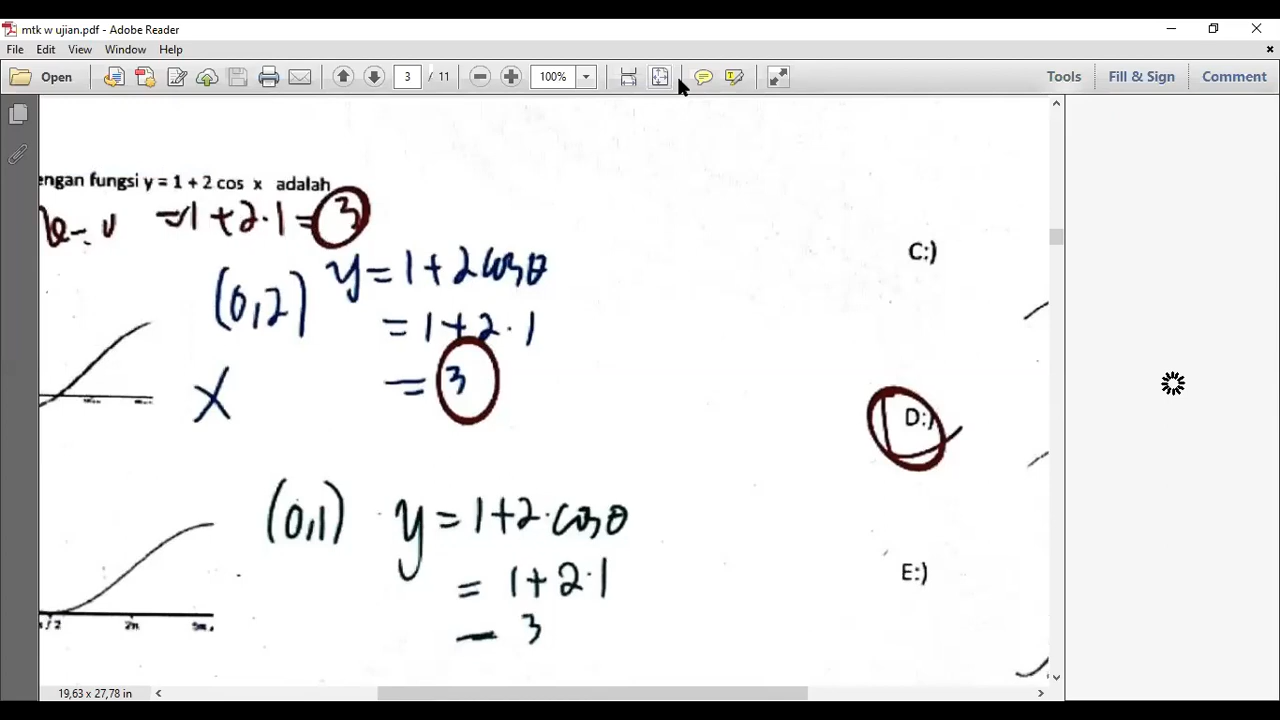 mtk w ujian.pdf - Adobe Reader
File Edit View Window Help
Open 3 / 11 100% Tools Fill & Sign Comment
engan fungsi y = 1 + 2 cos x adalah
= 1 + 2 · 1 = 3
(0,2) y = 1 + 2 cos θ
= 1 + 2 · 1
= 3
X
C:)
D:)
(0,1) y = 1 + 2 · cos θ
= 1 + 2 · 1
= 3
E:)
/ 2 2π
19,63 x 27,78 in